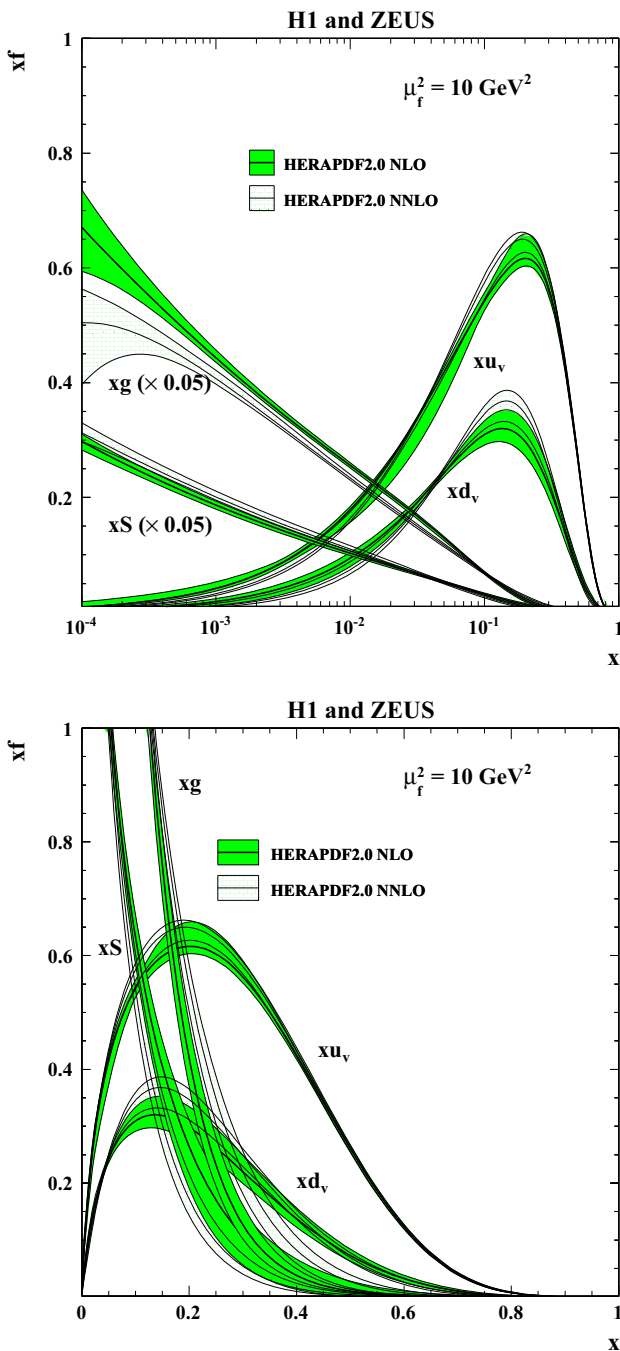 H1 and ZEUS
xf
1
μ_f^2 = 10 GeV^2
0.8
HERAPDF2.0 NLO
HERAPDF2.0 NNLO
0.6
xu_v
0.4
xg (× 0.05)
xd_v
0.2
xS (× 0.05)
10^-4 10^-3 10^-2 10^-1 1
x
H1 and ZEUS
xf
1
xg
μ_f^2 = 10 GeV^2
0.8
HERAPDF2.0 NLO
HERAPDF2.0 NNLO
0.6
xS
xu_v
0.4
0.2
xd_v
0 0.2 0.4 0.6 0.8 1
x